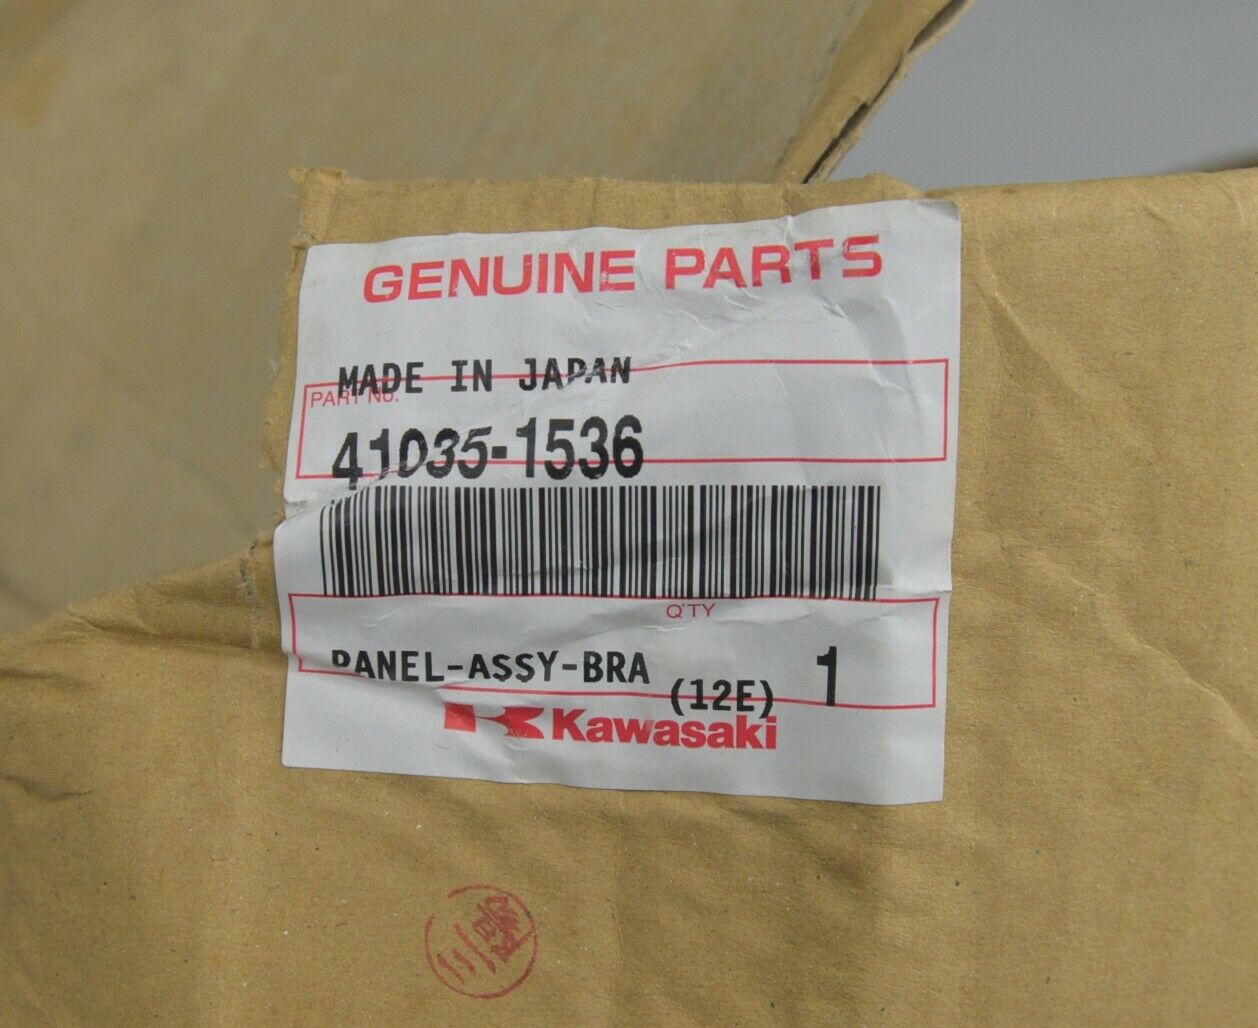 GENUINE PARTS
MADE IN JAPAN
PART No.
41035-1536
Q'TY
PANEL-ASSY-BRA
(12E)
1
Kawasaki